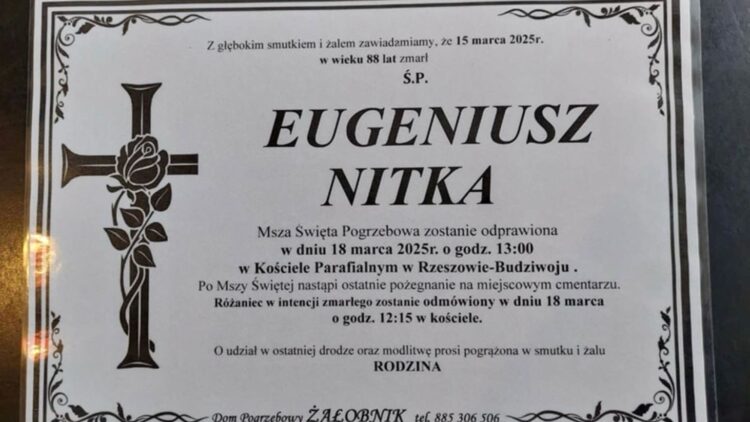 Z głębokim smutkiem i żalem zawiadamiamy, że 15 marca 2025r.
w wieku 88 lat zmarł
Ś.P.
EUGENIUSZ
NITKA
Msza Święta Pogrzebowa zostanie odprawiona
w dniu 18 marca 2025r. o godz. 13:00
w Kościele Parafialnym w Rzeszowie-Budziwoju .
Po Mszy Świętej nastąpi ostatnie pożegnanie na miejscowym cmentarzu.
Różaniec w intencji zmarłego zostanie odmówiony w dniu 18 marca
o godz. 12:15 w kościele.
O udział w ostatniej drodze oraz modlitwę prosi pogrążona w smutku i żalu
RODZINA
Dom Pogrzebowy ŻAŁOBNIK tel. 885 306 506